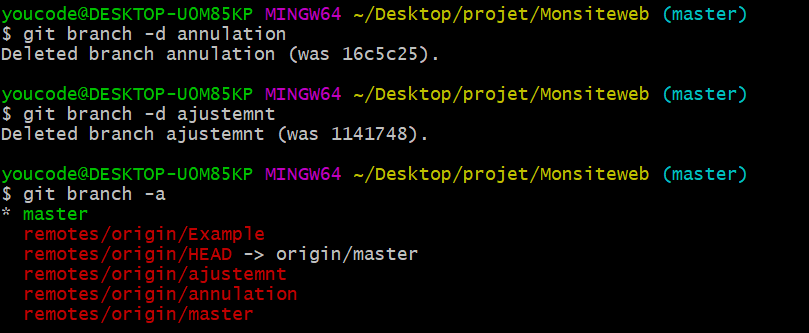 youcode@DESKTOP-UOM85KP MINGW64 ~/Desktop/projet/Monsiteweb (master)
$ git branch -d annulation
Deleted branch annulation (was 16c5c25).
youcode@DESKTOP-UOM85KP MINGW64 ~/Desktop/projet/Monsiteweb (master)
$ git branch -d ajustemnt
Deleted branch ajustemnt (was 1141748).
youcode@DESKTOP-UOM85KP MINGW64 ~/Desktop/projet/Monsiteweb (master)
$ git branch -a
* master
remotes/origin/Example
remotes/origin/HEAD -> origin/master
remotes/origin/ajustemnt
remotes/origin/annulation
remotes/origin/master